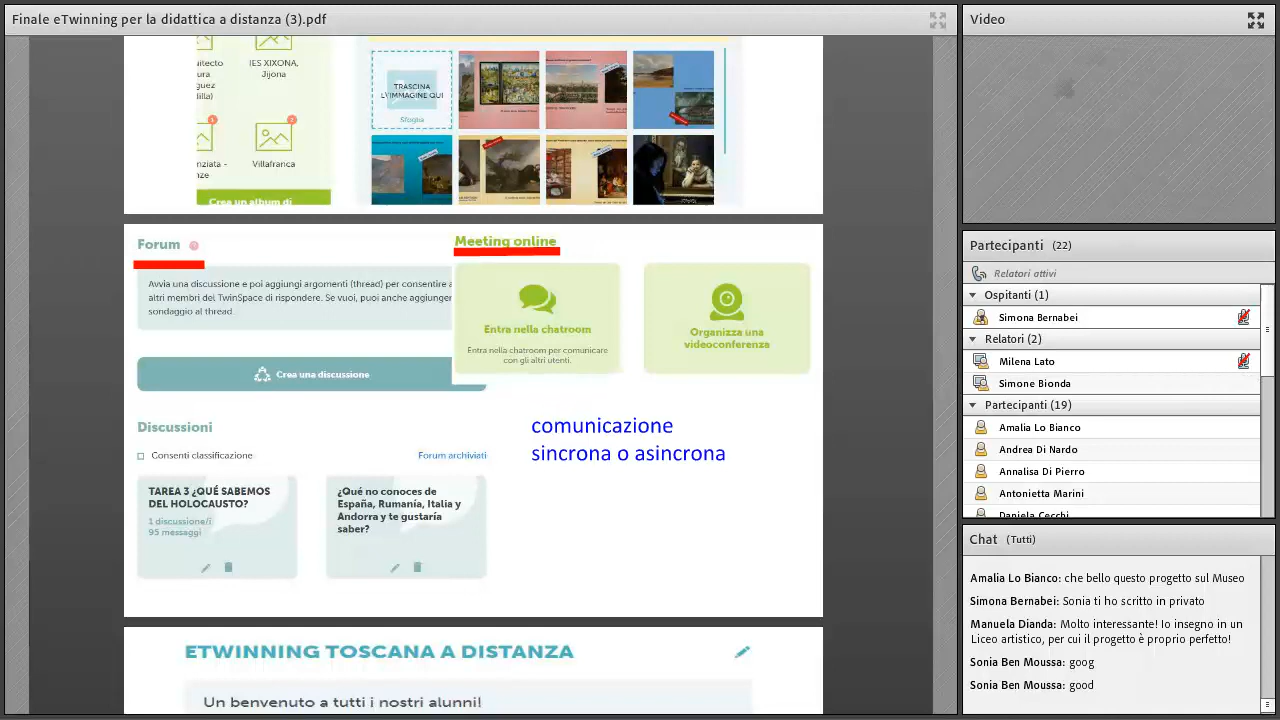 Finale eTwinning per la didattica a distanza (3).pdf
IES XIXONA,
Jijona
Villafranca
Crea un album di
TRASCINA
L'IMMAGINE QUI
Sfoglia
Forum
Avvia una discussione e poi aggiungi argomenti (thread) per consentire
altri membri del TwinSpace di rispondere. Se vuoi, puoi anche aggiunger
sondaggio al thread.
Crea una discussione
Meeting online
Entra nella chatroom
Entra nella chatroom per comunicare
con gli altri utenti.
Organizza una
videoconferenza
comunicazione
sincrona o asincrona
Discussioni
Consenti classificazione
Forum archiviati
TAREA 3 ¿QUÉ SABEMOS
DEL HOLOCAUSTO?
1 discussione/i
95 messaggi
¿Qué no conoces de
España, Rumanía, Italia y
Andorra y te gustaría
saber?
ETWINNING TOSCANA A DISTANZA
Un benvenuto a tutti i nostri alunni!
Video
Partecipanti (22)
Relatori attivi
Ospitanti (1)
Simona Bernabei
Relatori (2)
Milena Lato
Simone Bionda
Partecipanti (19)
Amalia Lo Bianco
Andrea Di Nardo
Annalisa Di Pierro
Antonietta Marini
Daniela Cecchi
Chat (Tutti)
Amalia Lo Bianco: che bello questo progetto sul Museo
Simona Bernabei: Sonia ti ho scritto in privato
Manuela Dianda: Molto interessante! Io insegno in un
Liceo artistico, per cui il progetto è proprio perfetto!
Sonia Ben Moussa: goog
Sonia Ben Moussa: good